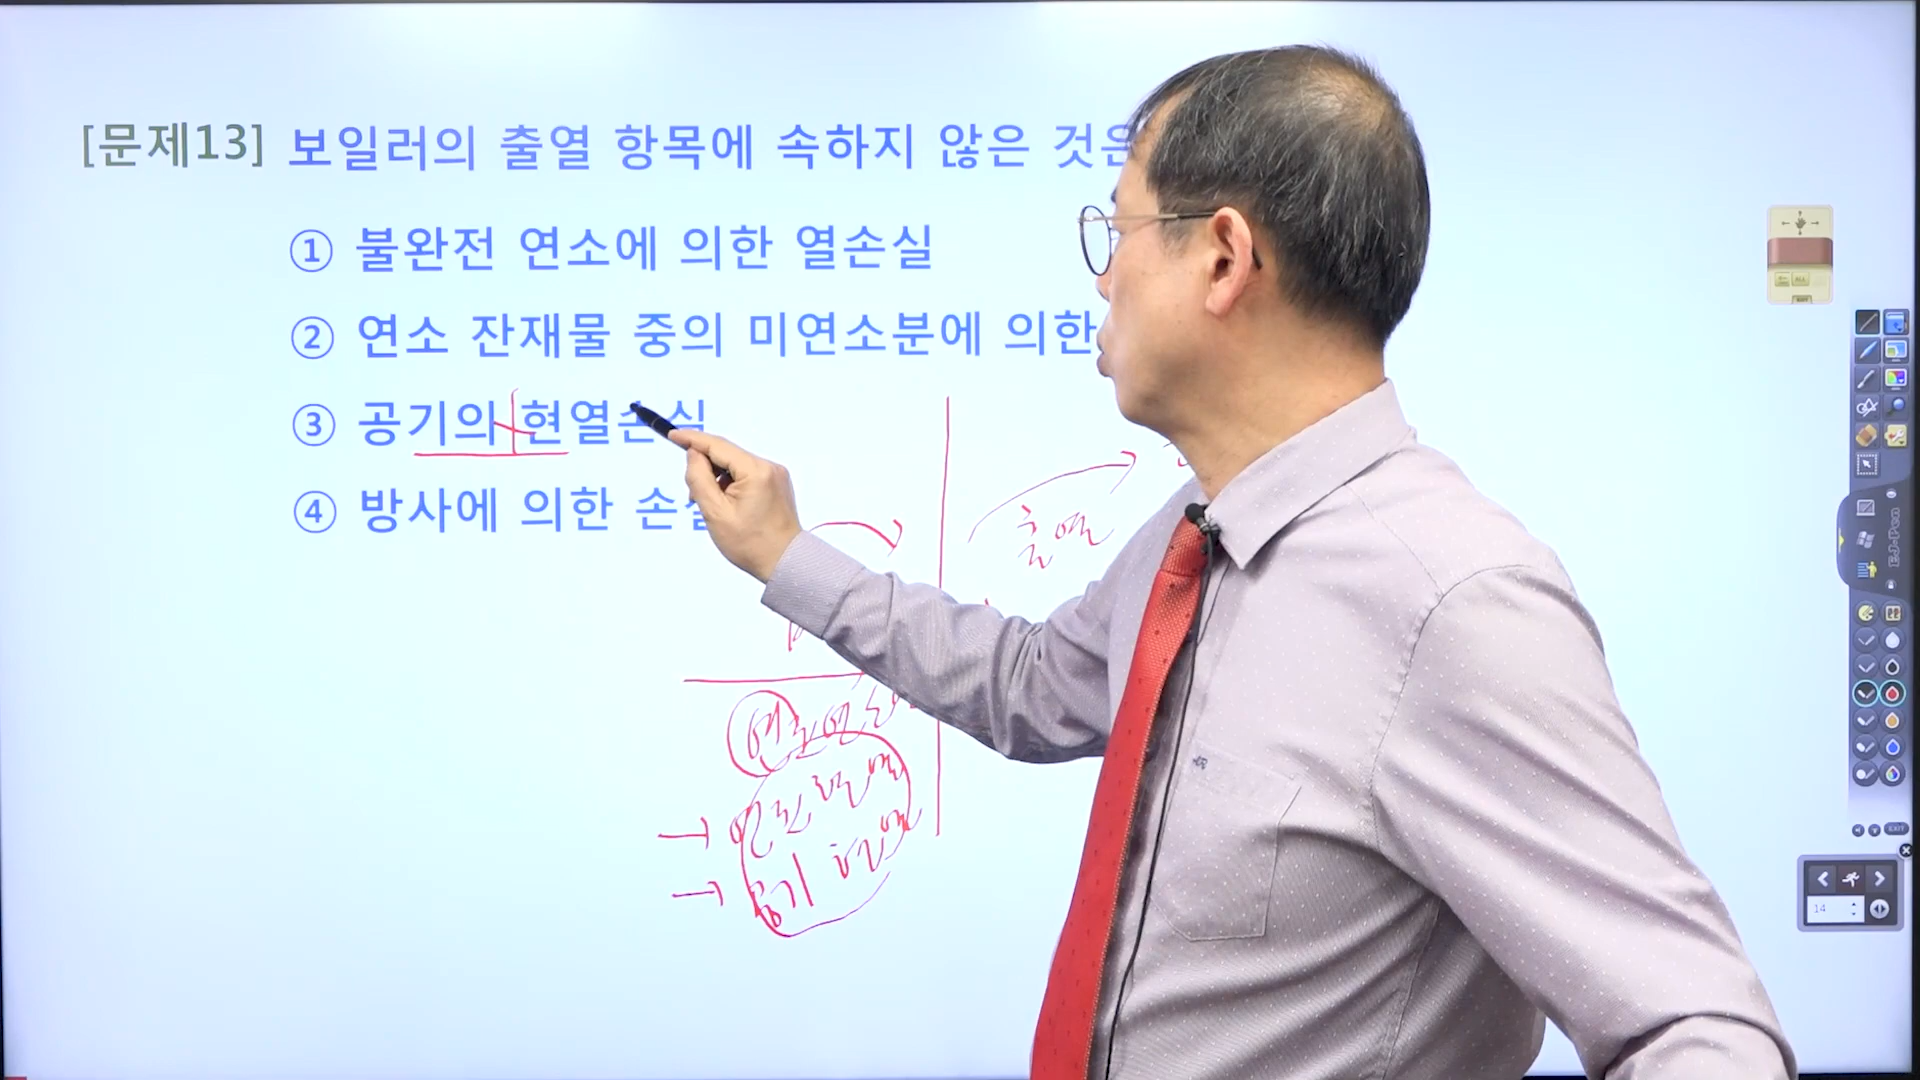 [문제13] 보일러의 출열 항목에 속하지 않은 것은
① 불완전 연소에 의한 열손실
② 연소 잔재물 중의 미연소분에 의한
③ 공기의 현열손실
④ 방사에 의한 손실
출열
연료 현열
공기 현열
E.J-Pen
EXIT
14